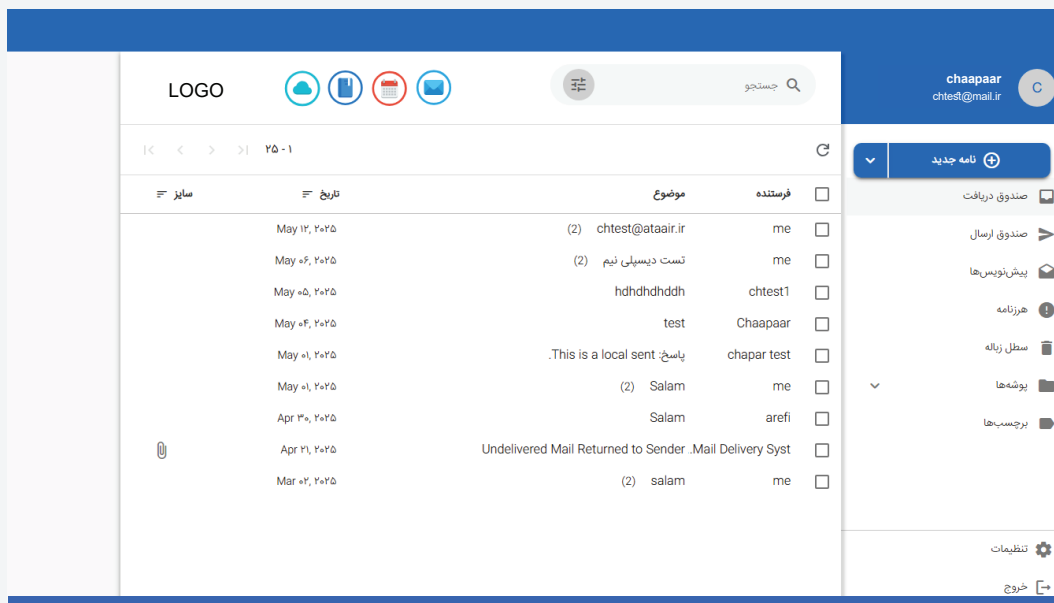 chaapaar
chtest@mail.ir
C
جستجو
LOGO
نامه جدید
صندوق دریافت
صندوق ارسال
پیش‌نویس‌ها
هرزنامه
سطل زباله
پوشه‌ها
برچسب‌ها
تنظیمات
خروج
۱ - ۲۵
فرستنده موضوع تاریخ سایز
me chtest@ataair.ir (2) May ۱۲, ۲۰۲۵
me تست دیسپلی نیم (2) May ۰۶, ۲۰۲۵
chtest1 hdhdhdhddh May ۰۵, ۲۰۲۵
Chaapaar test May ۰۴, ۲۰۲۵
chapar test پاسخ: This is a local sent. May ۰۱, ۲۰۲۵
me Salam (2) May ۰۱, ۲۰۲۵
arefi Salam Apr ۳۰, ۲۰۲۵
Mail Delivery Syst. Undelivered Mail Returned to Sender Apr ۲۱, ۲۰۲۵
me salam (2) Mar ۰۲, ۲۰۲۵